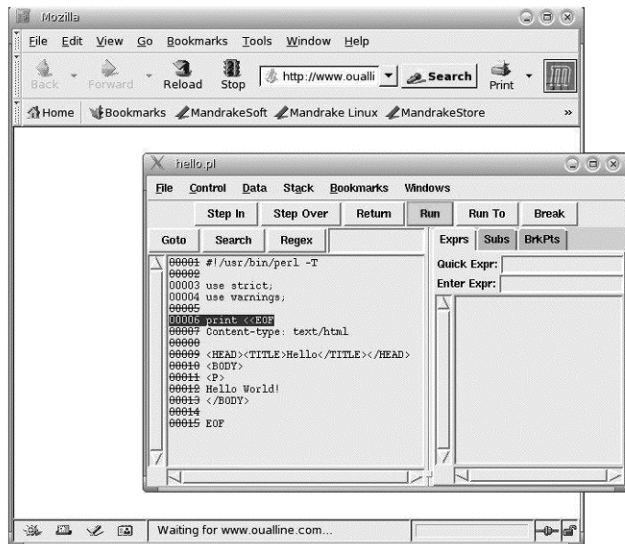 Mozilla
File Edit View Go Bookmarks Tools Window Help
Back Forward Reload Stop http://www.oualli Search Print
Home Bookmarks MandrakeSoft Mandrake Linux MandrakeStore »
hello.pl
File Control Data Stack Bookmarks Windows
Step In Step Over Return Run Run To Break
Goto Search Regex
Exprs Subs BrkPts
Quick Expr:
Enter Expr:
00001 #!/usr/bin/perl -T
00002
00003 use strict;
00004 use warnings;
00005
00006 print <<EOF
00007 Content-type: text/html
00008
00009 <HEAD><TITLE>Hello</TITLE></HEAD>
00010 <BODY>
00011 <P>
00012 Hello World!
00013 </BODY>
00014
00015 EOF
Waiting for www.oualline.com...